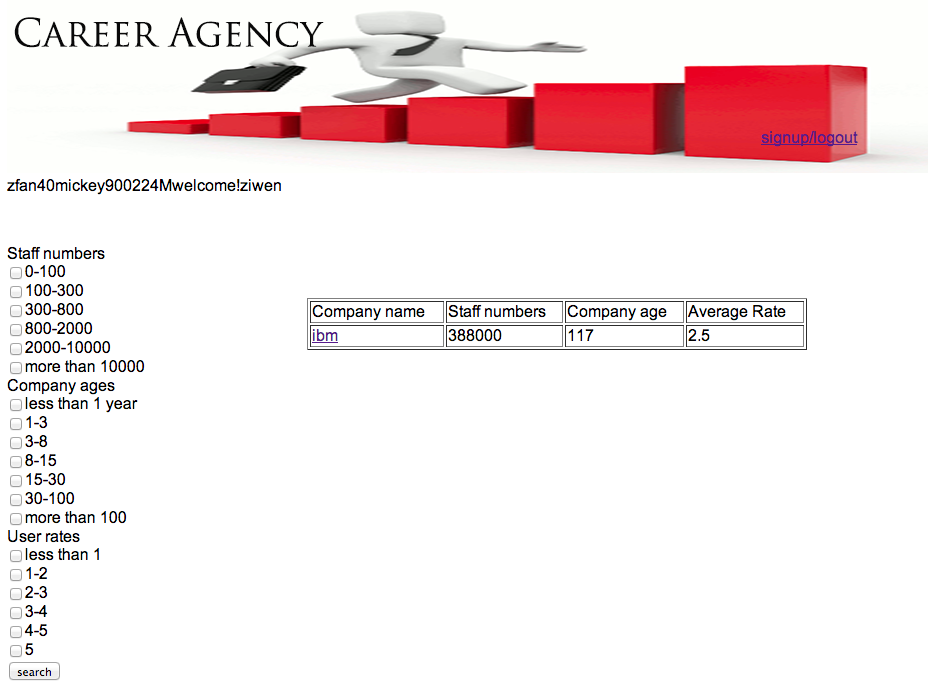 CAREER AGENCY
signup/logout
zfan40mickey900224Mwelcome!ziwen
Staff numbers
0-100
100-300
300-800
800-2000
2000-10000
more than 10000
Company ages
less than 1 year
1-3
3-8
8-15
15-30
30-100
more than 100
User rates
less than 1
1-2
2-3
3-4
4-5
5
search
Company name Staff numbers Company age Average Rate
ibm 388000 117 2.5